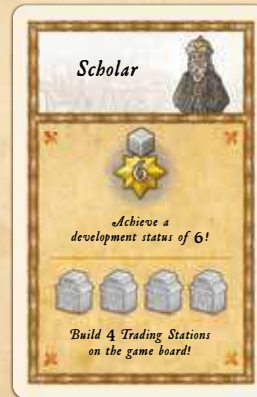 Scholar
6
Achieve a
development status of 6!
Build 4 Trading Stations
on the game board!